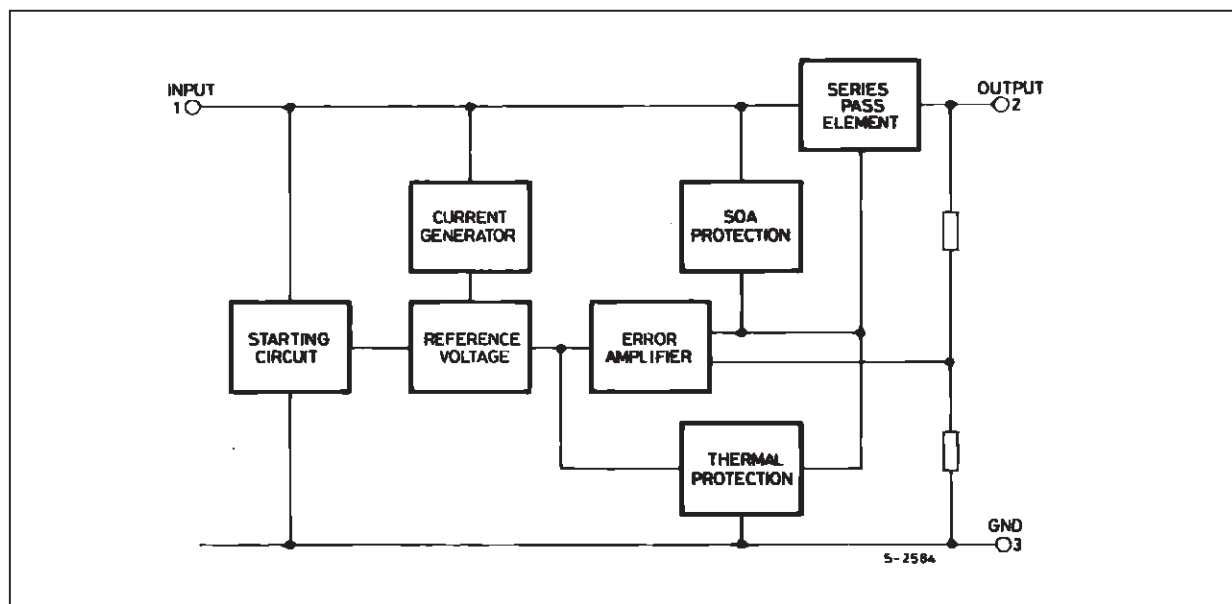 INPUT
1
SERIES
PASS
ELEMENT
OUTPUT
2
CURRENT
GENERATOR
SOA
PROTECTION
STARTING
CIRCUIT
REFERENCE
VOLTAGE
ERROR
AMPLIFIER
THERMAL
PROTECTION
GND
3
S-2564